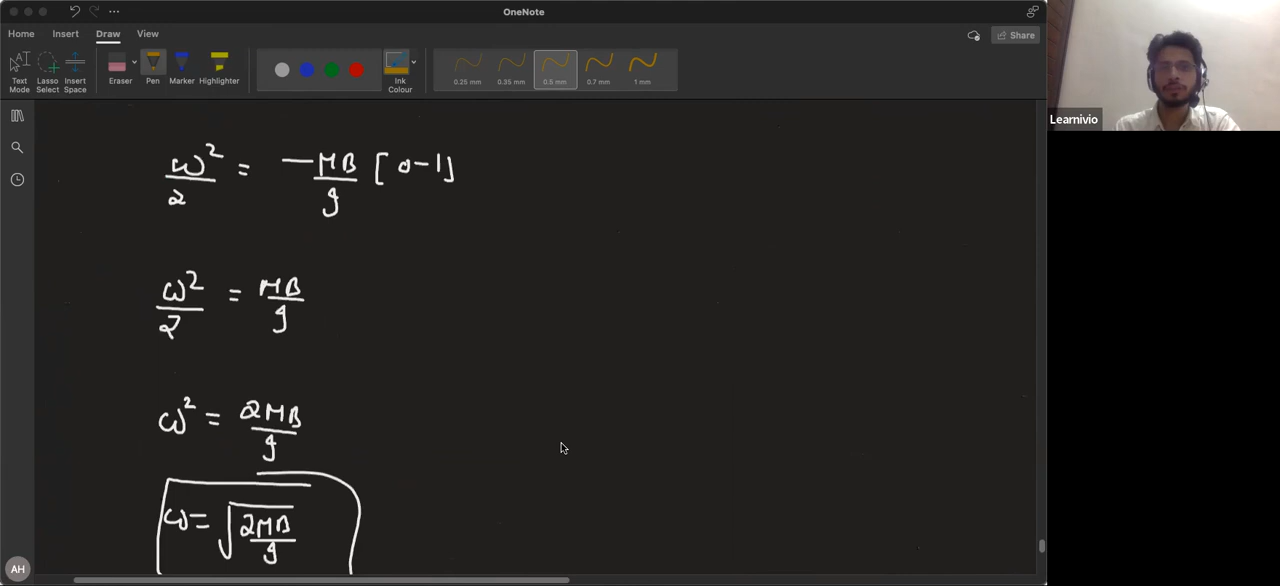 OneNote
Home Insert Draw View
Share
Text Mode
Lasso Select
Insert Space
Eraser
Pen
Marker
Highlighter
Ink Colour
0.25 mm 0.35 mm 0.5 mm 0.7 mm 1 mm
Learnivio
ω²/2 = -MB/g [0-1]
ω²/2 = MB/g
ω² = 2MB/g
ω = √(2MB/g)
AH